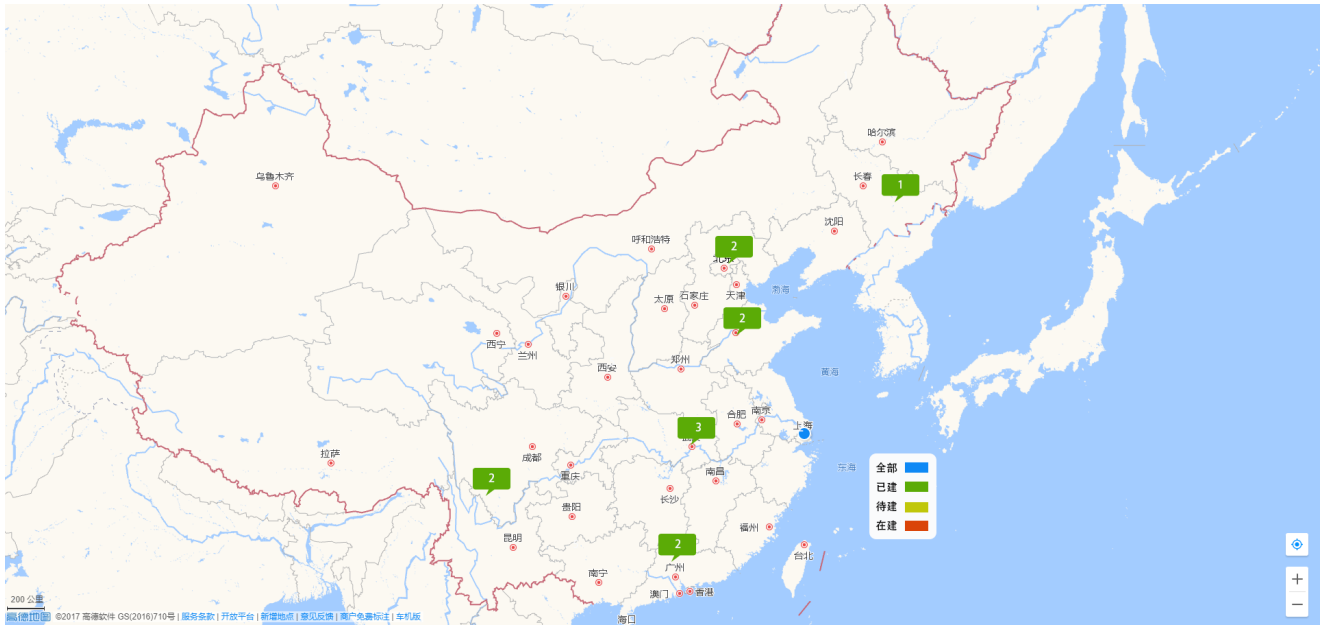 哈尔滨
乌鲁木齐
长春
1
沈阳
呼和浩特
2
北京
银川
太原
石家庄
天津
渤海
2
西宁
兰州
郑州
西安
黄海
合肥
南京
上海
3
拉萨
成都
重庆
南昌
东海
2
长沙
贵阳
福州
昆明
2
广州
台北
南宁
澳门
香港
海口
全部
已建
待建
在建
200 公里
高德地图 ©2017 高德软件 GS(2016)710号 | 服务条款 | 开放平台 | 新增地点 | 意见反馈 | 商户免费标注 | 车机版